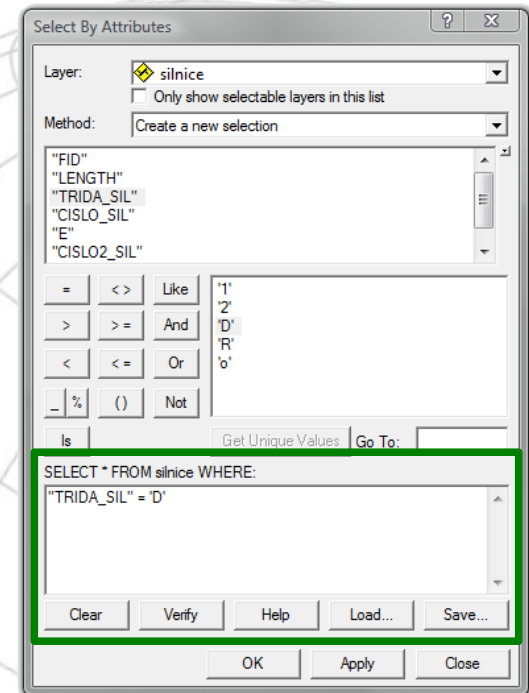 Select By Attributes
Layer: silnice
Only show selectable layers in this list
Method: Create a new selection
"FID"
"LENGTH"
"TRIDA_SIL"
"CISLO_SIL"
"E"
"CISLO2_SIL"
= < > Like
> > = And
< < = Or
_ % ( ) Not
Is
'1'
'2'
'D'
'R'
'o'
Get Unique Values Go To:
SELECT * FROM silnice WHERE:
"TRIDA_SIL" = 'D'
Clear Verify Help Load... Save...
OK Apply Close